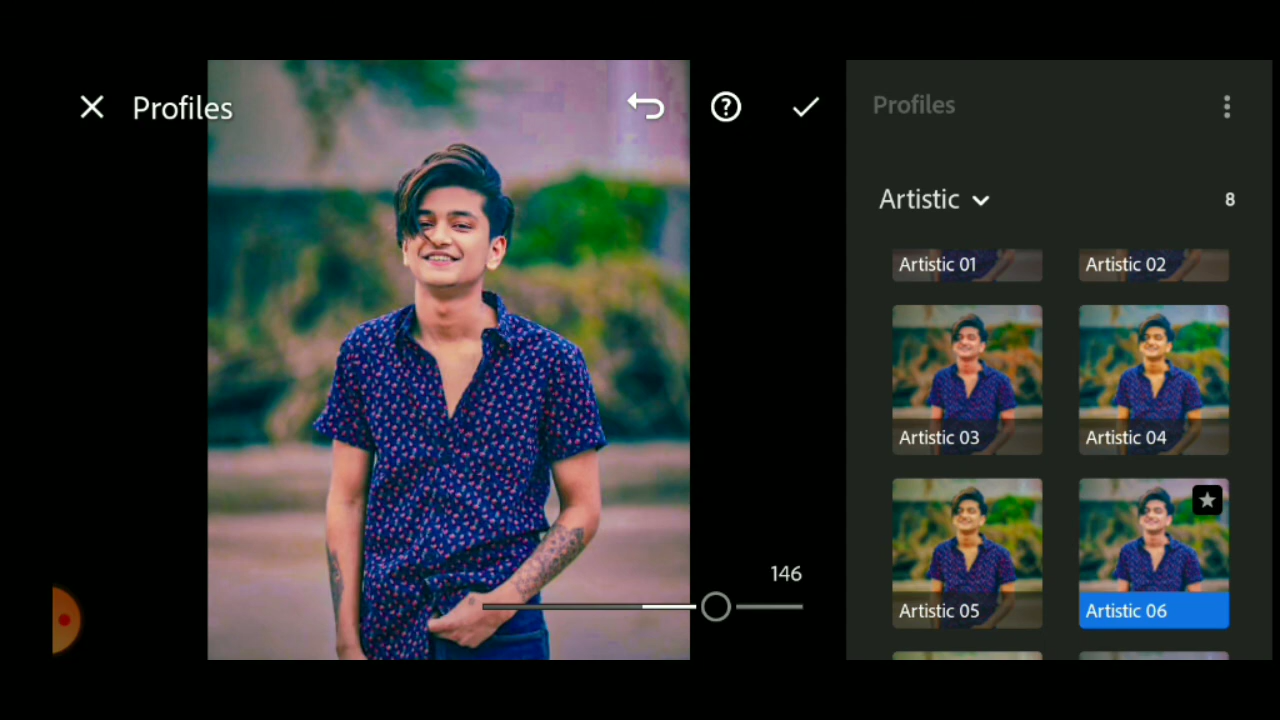 Profiles
Profiles
Artistic
8
Artistic 01
Artistic 02
Artistic 03
Artistic 04
Artistic 05
Artistic 06
146